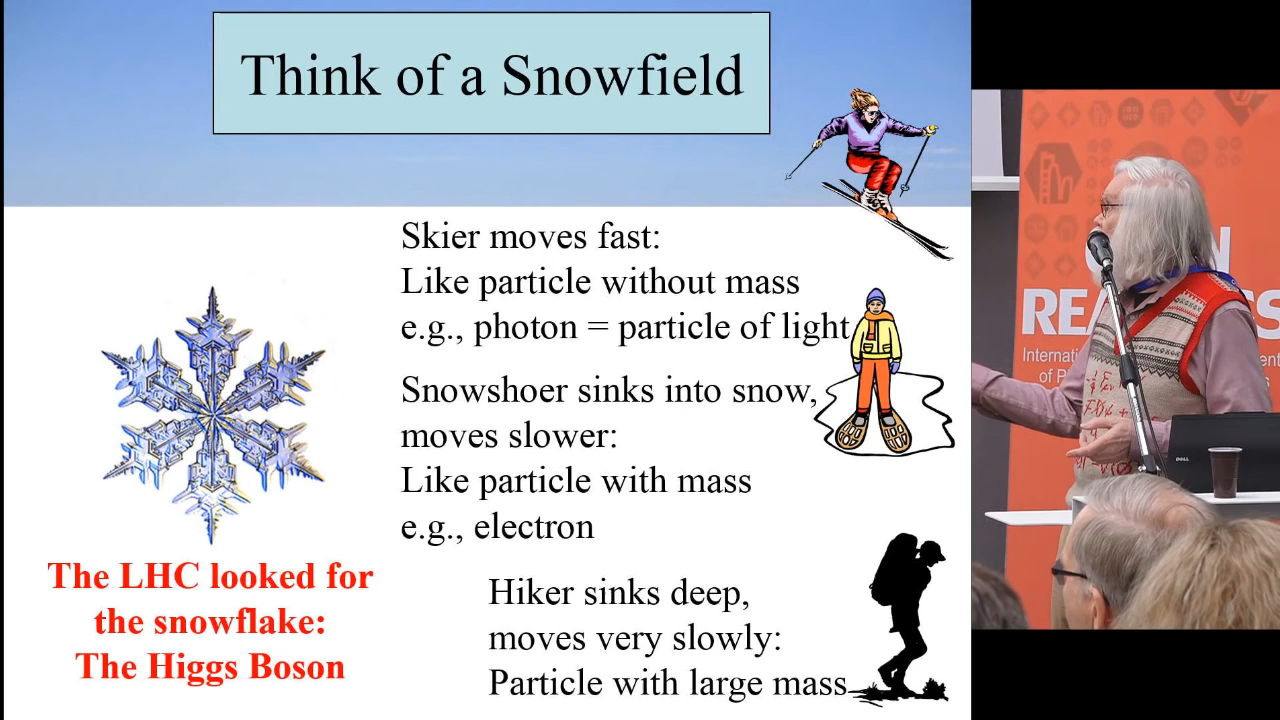 Think of a Snowfield
Skier moves fast:
Like particle without mass
e.g., photon = particle of light
Snowshoer sinks into snow,
moves slower:
Like particle with mass
e.g., electron
Hiker sinks deep,
moves very slowly:
Particle with large mass
The LHC looked for
the snowflake:
The Higgs Boson
DELL